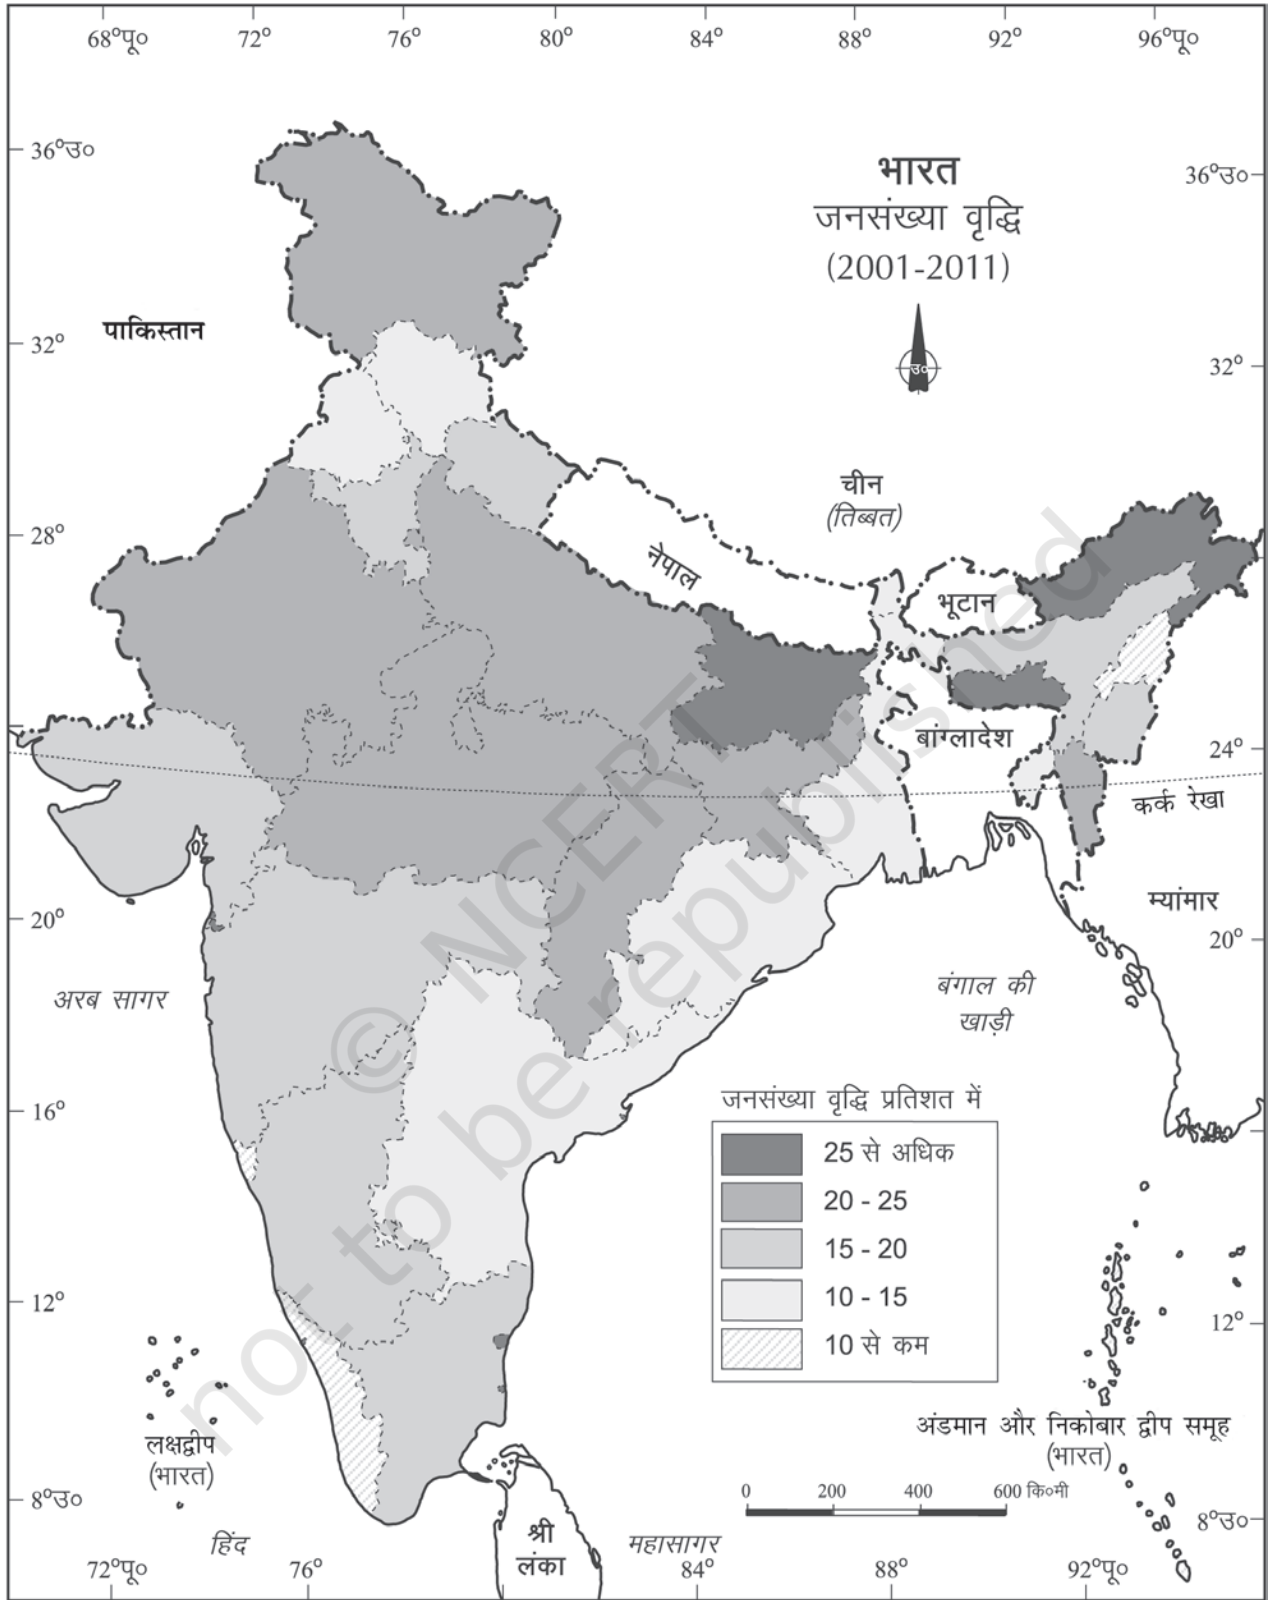 68°पू०
72°
76°
80°
84°
88°
92°
96°पू०
36°उ०
36°उ०
भारत
जनसंख्या वृद्धि
(2001-2011)
उ०
पाकिस्तान
32°
32°
चीन
(तिब्बत)
28°
नेपाल
भूटान
बांग्लादेश
24°
कर्क रेखा
म्यांमार
20°
20°
अरब सागर
बंगाल की
खाड़ी
© NCERT
not to be republished
16°
जनसंख्या वृद्धि प्रतिशत में
25 से अधिक
20 - 25
15 - 20
10 - 15
10 से कम
12°
12°
लक्षद्वीप
(भारत)
अंडमान और निकोबार द्वीप समूह
(भारत)
0 200 400 600 कि०मी
8°उ०
8°उ०
हिंद
श्री
लंका
महासागर
72°पू०
76°
84°
88°
92°पू०